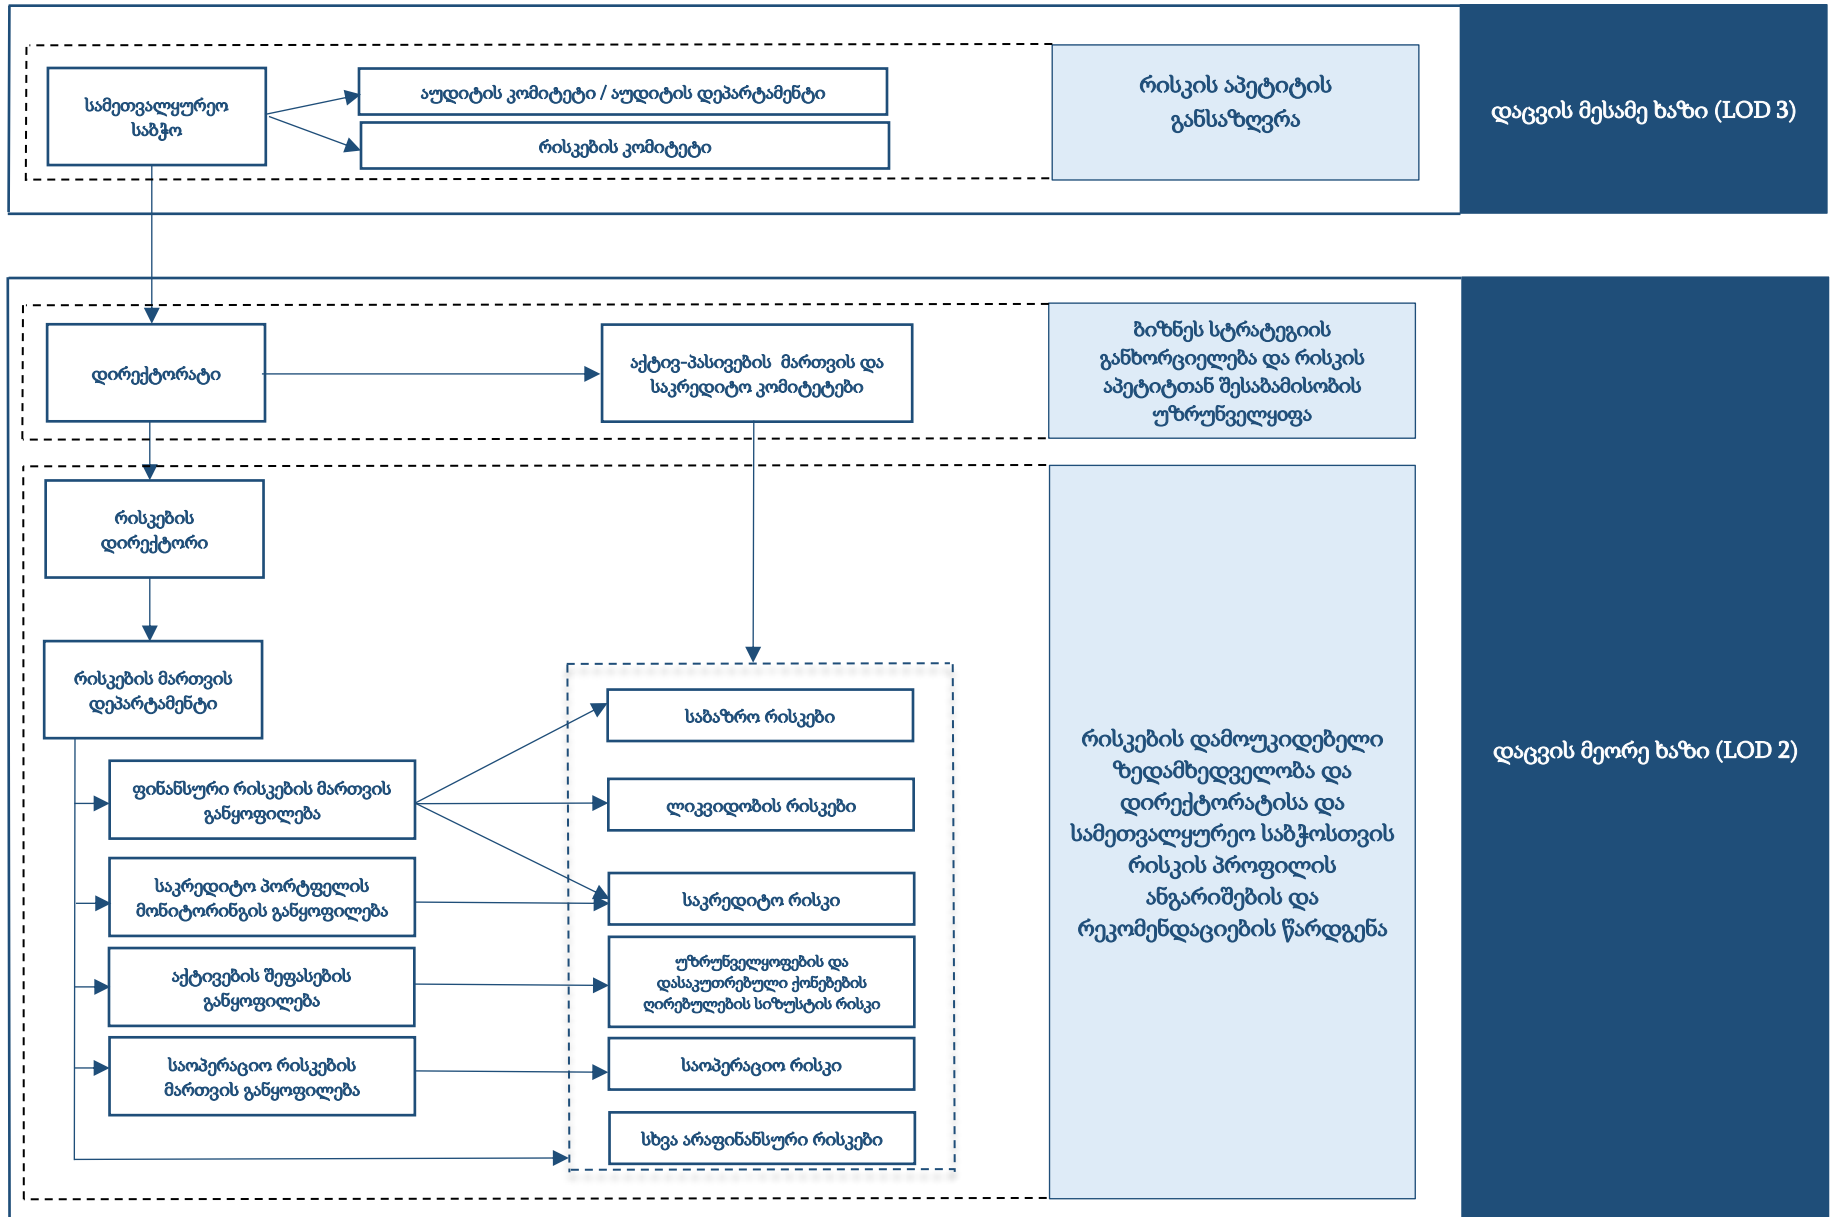 სამეთვალყურეო
საბჭო
აუდიტის კომიტეტი / აუდიტის დეპარტამენტი
რისკების კომიტეტი
რისკის აპეტიტის
განსაზღვრა
დაცვის მესამე ხაზი (LOD 3)
დირექტორატი
აქტივ-პასივების მართვის და
საკრედიტო კომიტეტები
ბიზნეს სტრატეგიის
განხორციელება და რისკის
აპეტიტთან შესაბამისობის
უზრუნველყიფა
რისკების
დირექტორი
რისკების მართვის
დეპარტამენტი
ფინანსური რისკების მართვის
განყოფილება
საკრედიტო პორტფელის
მონიტორინგის განყოფილება
აქტივების შეფასების
განყოფილება
საოპერაციო რისკების
მართვის განყოფილება
საბაზრო რისკები
ლიკვიდობის რისკები
საკრედიტო რისკი
უზრუნველყოფების და
დასაკუთრებული ქონებების
ღირებულების სიზუსტის რისკი
საოპერაციო რისკი
სხვა არაფინანსური რისკები
რისკების დამოუკიდებელი
ზედამხედველობა და
დირექტორატისა და
სამეთვალყურეო საბჭოსთვის
რისკის პროფილის
ანგარიშების და
რეკომენდაციების წარდგენა
დაცვის მეორე ხაზი (LOD 2)